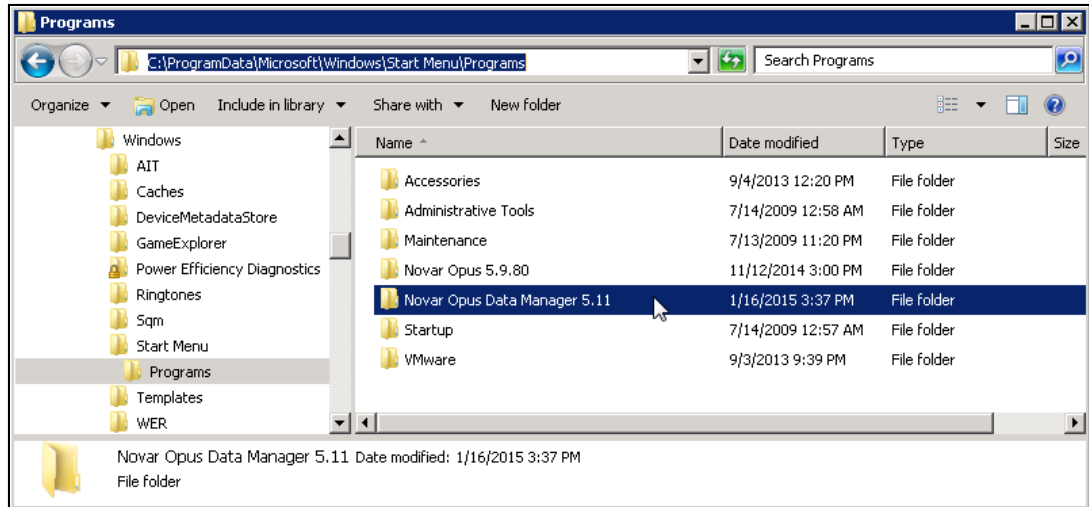 Programs
C:\ProgramData\Microsoft\Windows\Start Menu\Programs
Search Programs
Organize Open Include in library Share with New folder
Windows
AIT
Caches
DeviceMetadataStore
GameExplorer
Power Efficiency Diagnostics
Ringtones
Sqm
Start Menu
Programs
Templates
WER
Name Date modified Type Size
Accessories 9/4/2013 12:20 PM File folder
Administrative Tools 7/14/2009 12:58 AM File folder
Maintenance 7/13/2009 11:20 PM File folder
Novar Opus 5.9.80 11/12/2014 3:00 PM File folder
Novar Opus Data Manager 5.11 1/16/2015 3:37 PM File folder
Startup 7/14/2009 12:57 AM File folder
VMware 9/3/2013 9:39 PM File folder
Novar Opus Data Manager 5.11 Date modified: 1/16/2015 3:37 PM
File folder